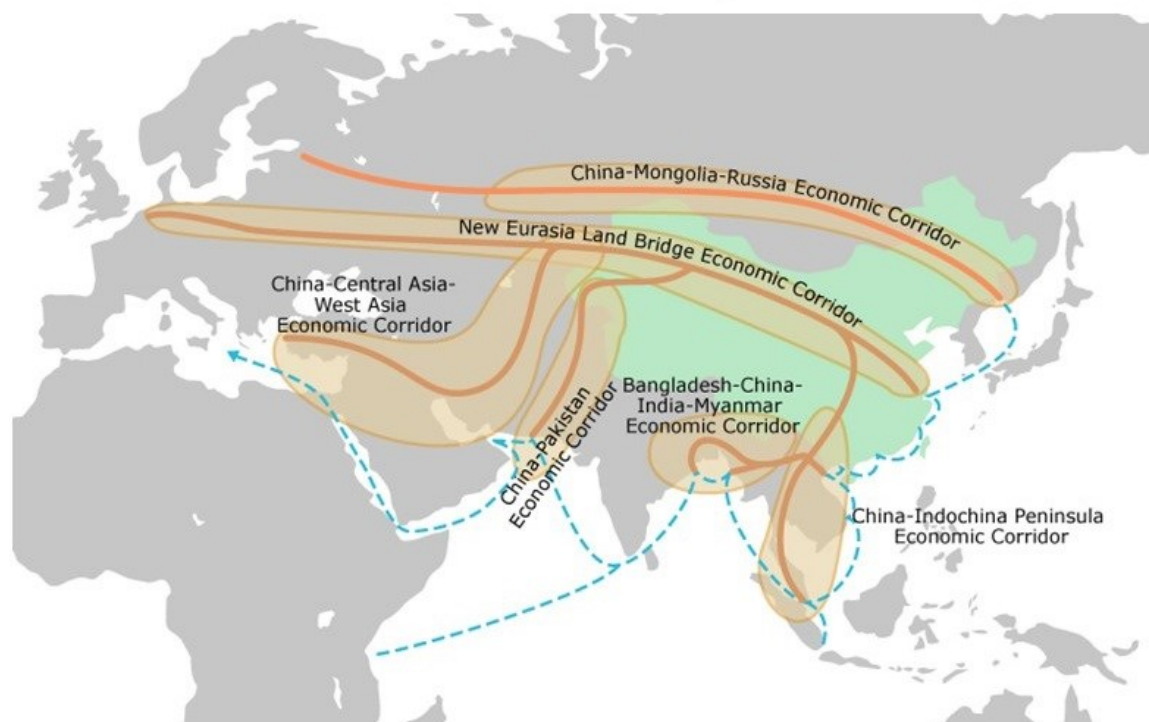 China-Mongolia-Russia Economic Corridor
New Eurasia Land Bridge Economic Corridor
China-Central Asia-
West Asia
Economic Corridor
China-Pakistan
Economic Corridor
Bangladesh-China-
India-Myanmar
Economic Corridor
China-Indochina Peninsula
Economic Corridor